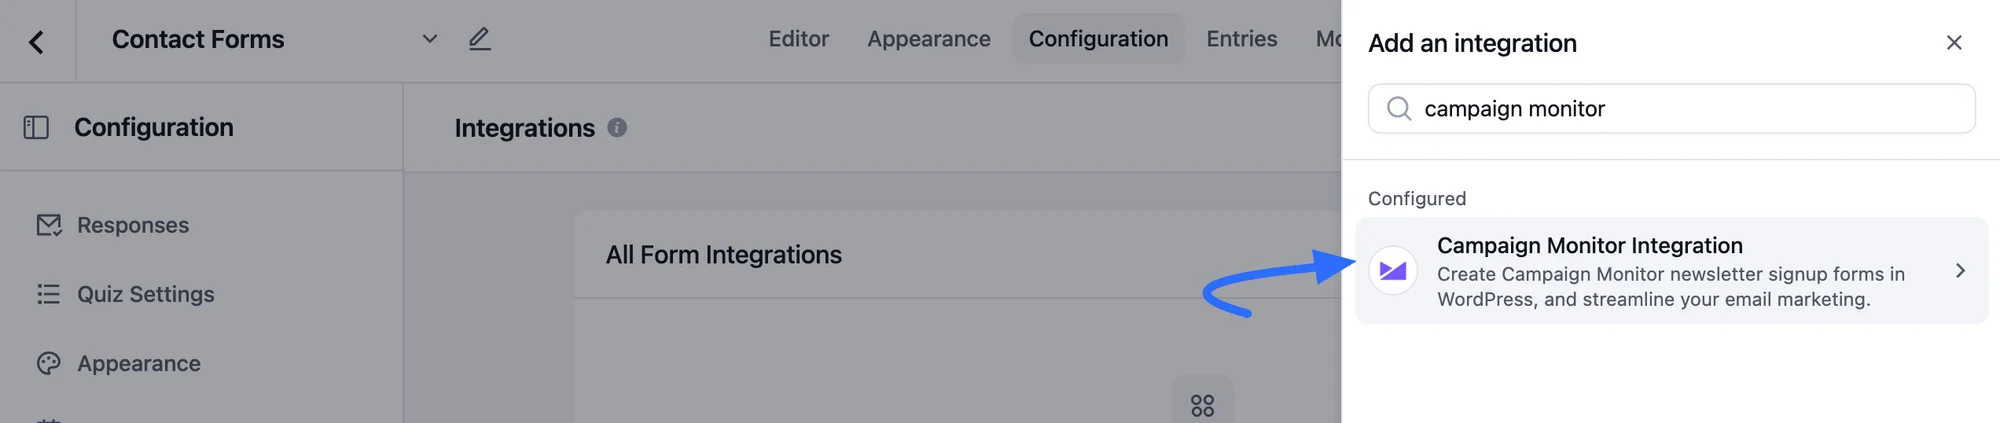 Contact Forms
Editor
Appearance
Configuration
Entries
Add an integration
campaign monitor
Configuration
Integrations
Configured
Campaign Monitor Integration
Create Campaign Monitor newsletter signup forms in
WordPress, and streamline your email marketing.
Responses
Quiz Settings
Appearance
All Form Integrations